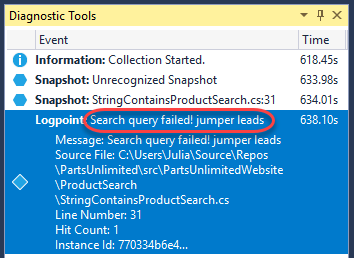 Diagnostic Tools
Event Time
Information: Collection Started. 618.45s
Snapshot: Unrecognized Snapshot 633.98s
Snapshot: StringContainsProductSearch.cs:31 634.01s
Logpoint: Search query failed! jumper leads 638.10s
Message: Search query failed! jumper leads
Source File: C:\Users\Julia\Source\Repos
\PartsUnlimited\src\PartsUnlimitedWebsite
\ProductSearch
\StringContainsProductSearch.cs
Line Number: 31
Hit Count: 1
Instance Id: 770334b6e4...